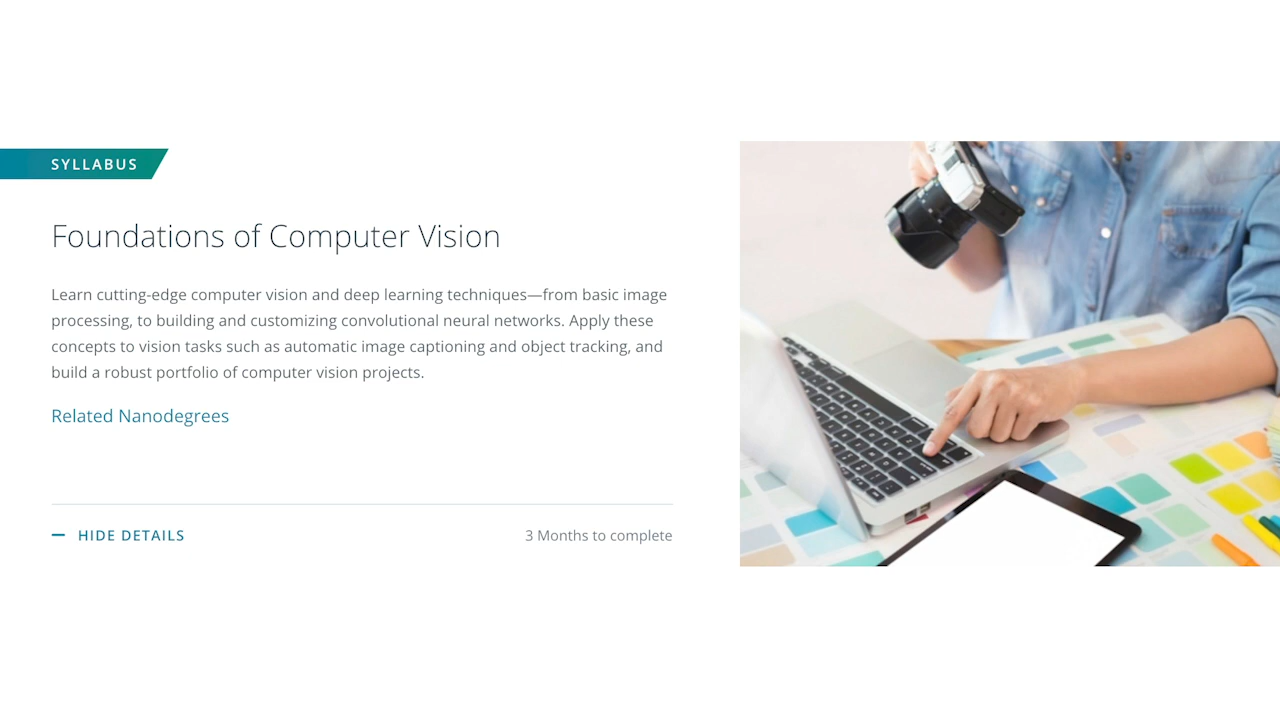 SYLLABUS
Foundations of Computer Vision
Learn cutting-edge computer vision and deep learning techniques—from basic image
processing, to building and customizing convolutional neural networks. Apply these
concepts to vision tasks such as automatic image captioning and object tracking, and
build a robust portfolio of computer vision projects.
Related Nanodegrees
HIDE DETAILS
3 Months to complete